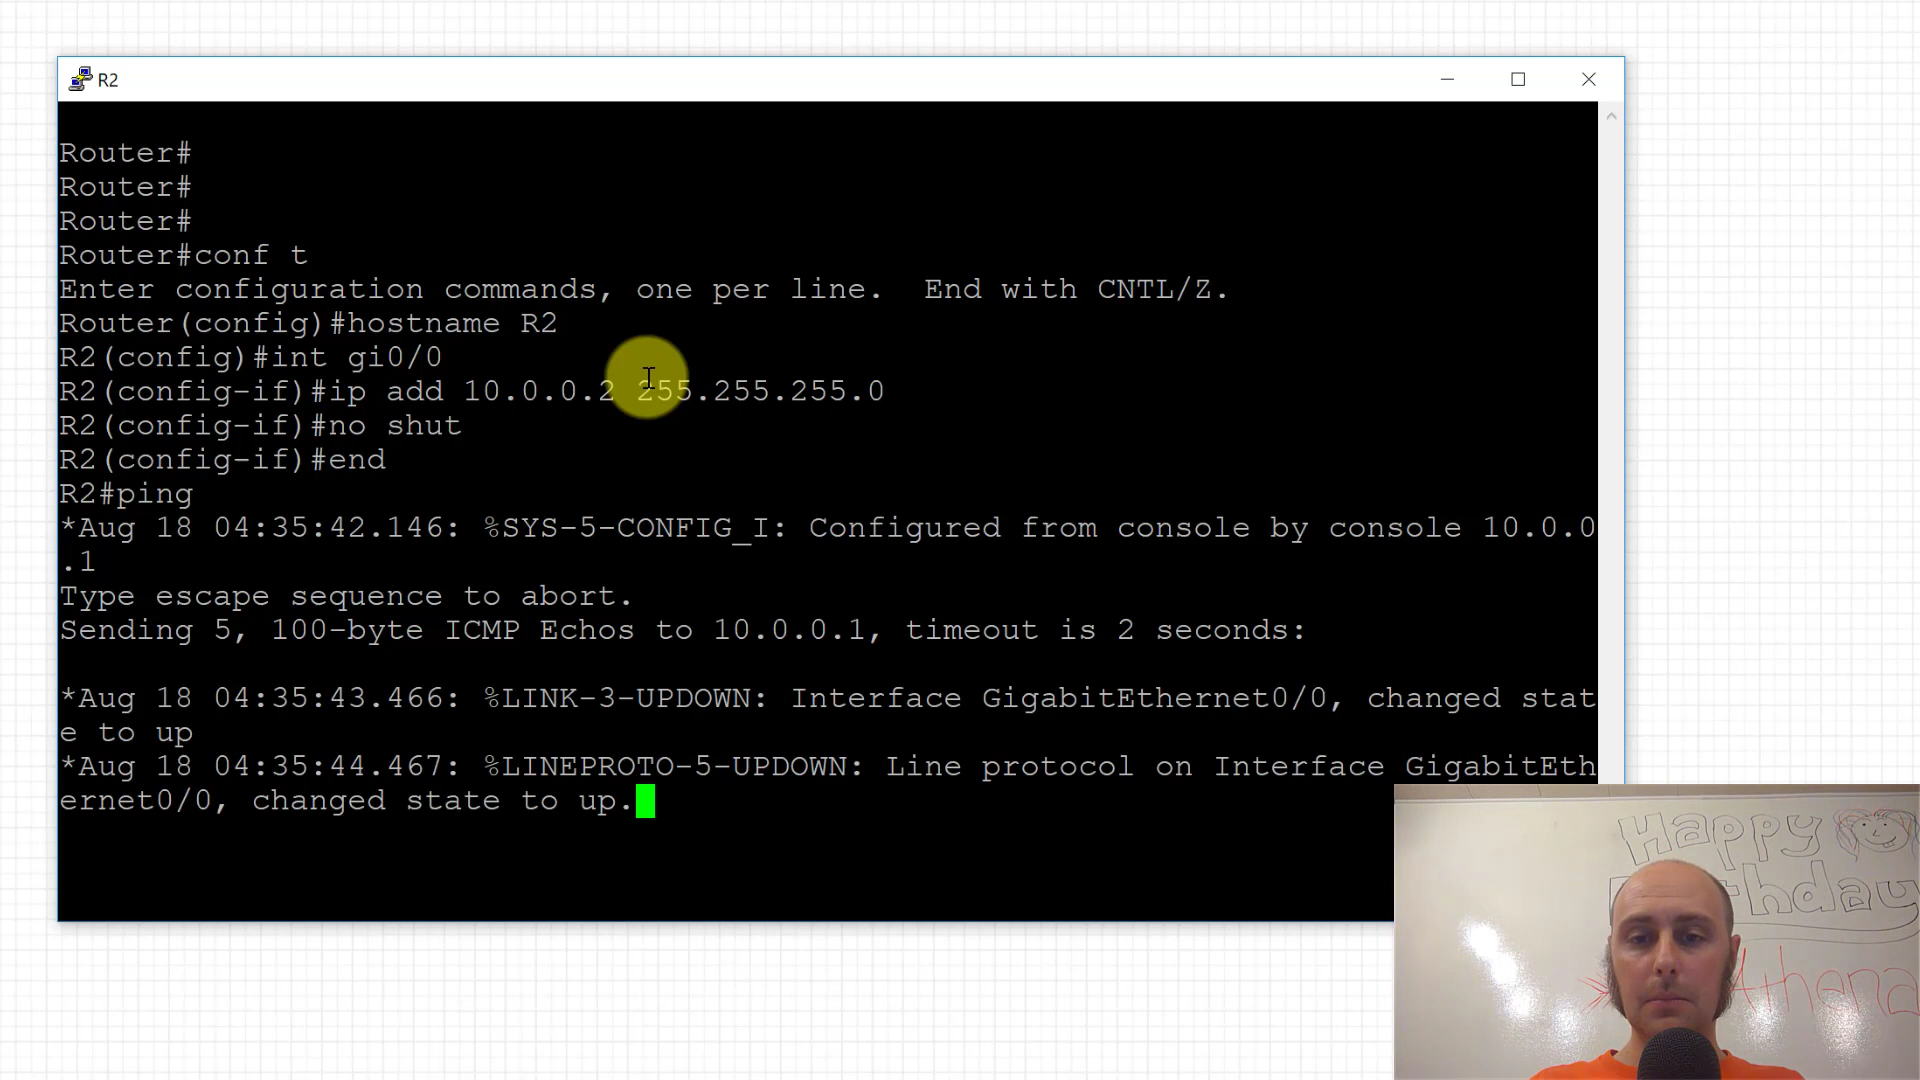 R2
Router#
Router#
Router#
Router#conf t
Enter configuration commands, one per line.  End with CNTL/Z.
Router(config)#hostname R2
R2(config)#int gi0/0
R2(config-if)#ip add 10.0.0.2 255.255.255.0
R2(config-if)#no shut
R2(config-if)#end
R2#ping
*Aug 18 04:35:42.146: %SYS-5-CONFIG_I: Configured from console by console 10.0.0
.1
Type escape sequence to abort.
Sending 5, 100-byte ICMP Echos to 10.0.0.1, timeout is 2 seconds:
*Aug 18 04:35:43.466: %LINK-3-UPDOWN: Interface GigabitEthernet0/0, changed stat
e to up
*Aug 18 04:35:44.467: %LINEPROTO-5-UPDOWN: Line protocol on Interface GigabitEth
ernet0/0, changed state to up.
Happy
Athena